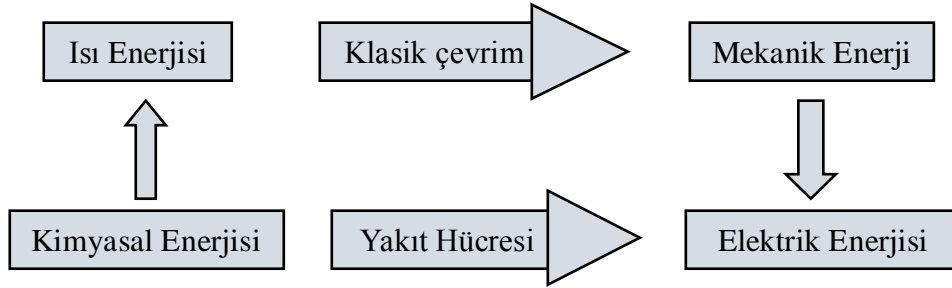 Isı Enerjisi
Klasik çevrim
Mekanik Enerji
Kimyasal Enerjisi
Yakıt Hücresi
Elektrik Enerjisi